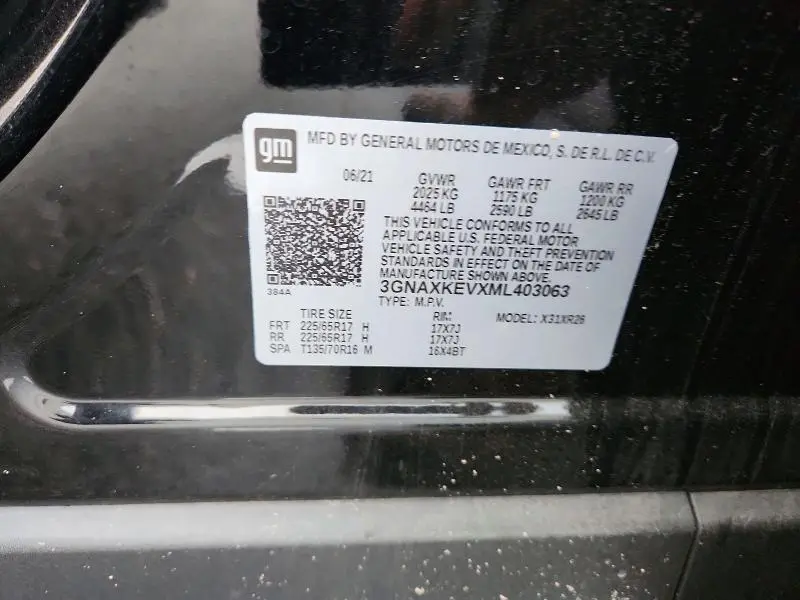 gm MFD BY GENERAL MOTORS DE MEXICO, S. DE R.L. DE C.V.
06/21 GVWR GAWR FRT GAWR RR
2025 KG 1175 KG 1200 KG
4464 LB 2590 LB 2645 LB
THIS VEHICLE CONFORMS TO ALL
APPLICABLE U.S. FEDERAL MOTOR
VEHICLE SAFETY AND THEFT PREVENTION
STANDARDS IN EFFECT ON THE DATE OF
MANUFACTURE SHOWN ABOVE
384A
3GNAXKEVXML403063
TYPE: M.P.V.
TIRE SIZE RIM MODEL: X31XR26
FRT 225/65R17 H 17X7J
RR 225/65R17 H 17X7J
SPA T135/70R16 M 16X4BT